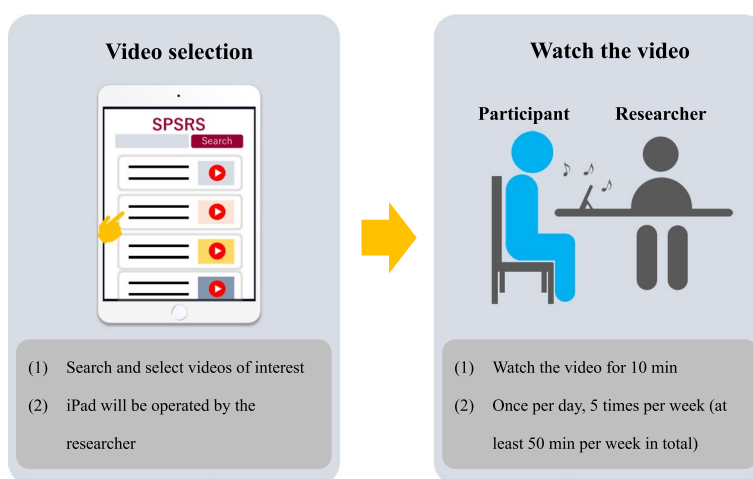 Video selection
SPSRS
Search
(1) Search and select videos of interest
(2) iPad will be operated by the
researcher
Watch the video
Participant Researcher
(1) Watch the video for 10 min
(2) Once per day, 5 times per week (at
least 50 min per week in total)